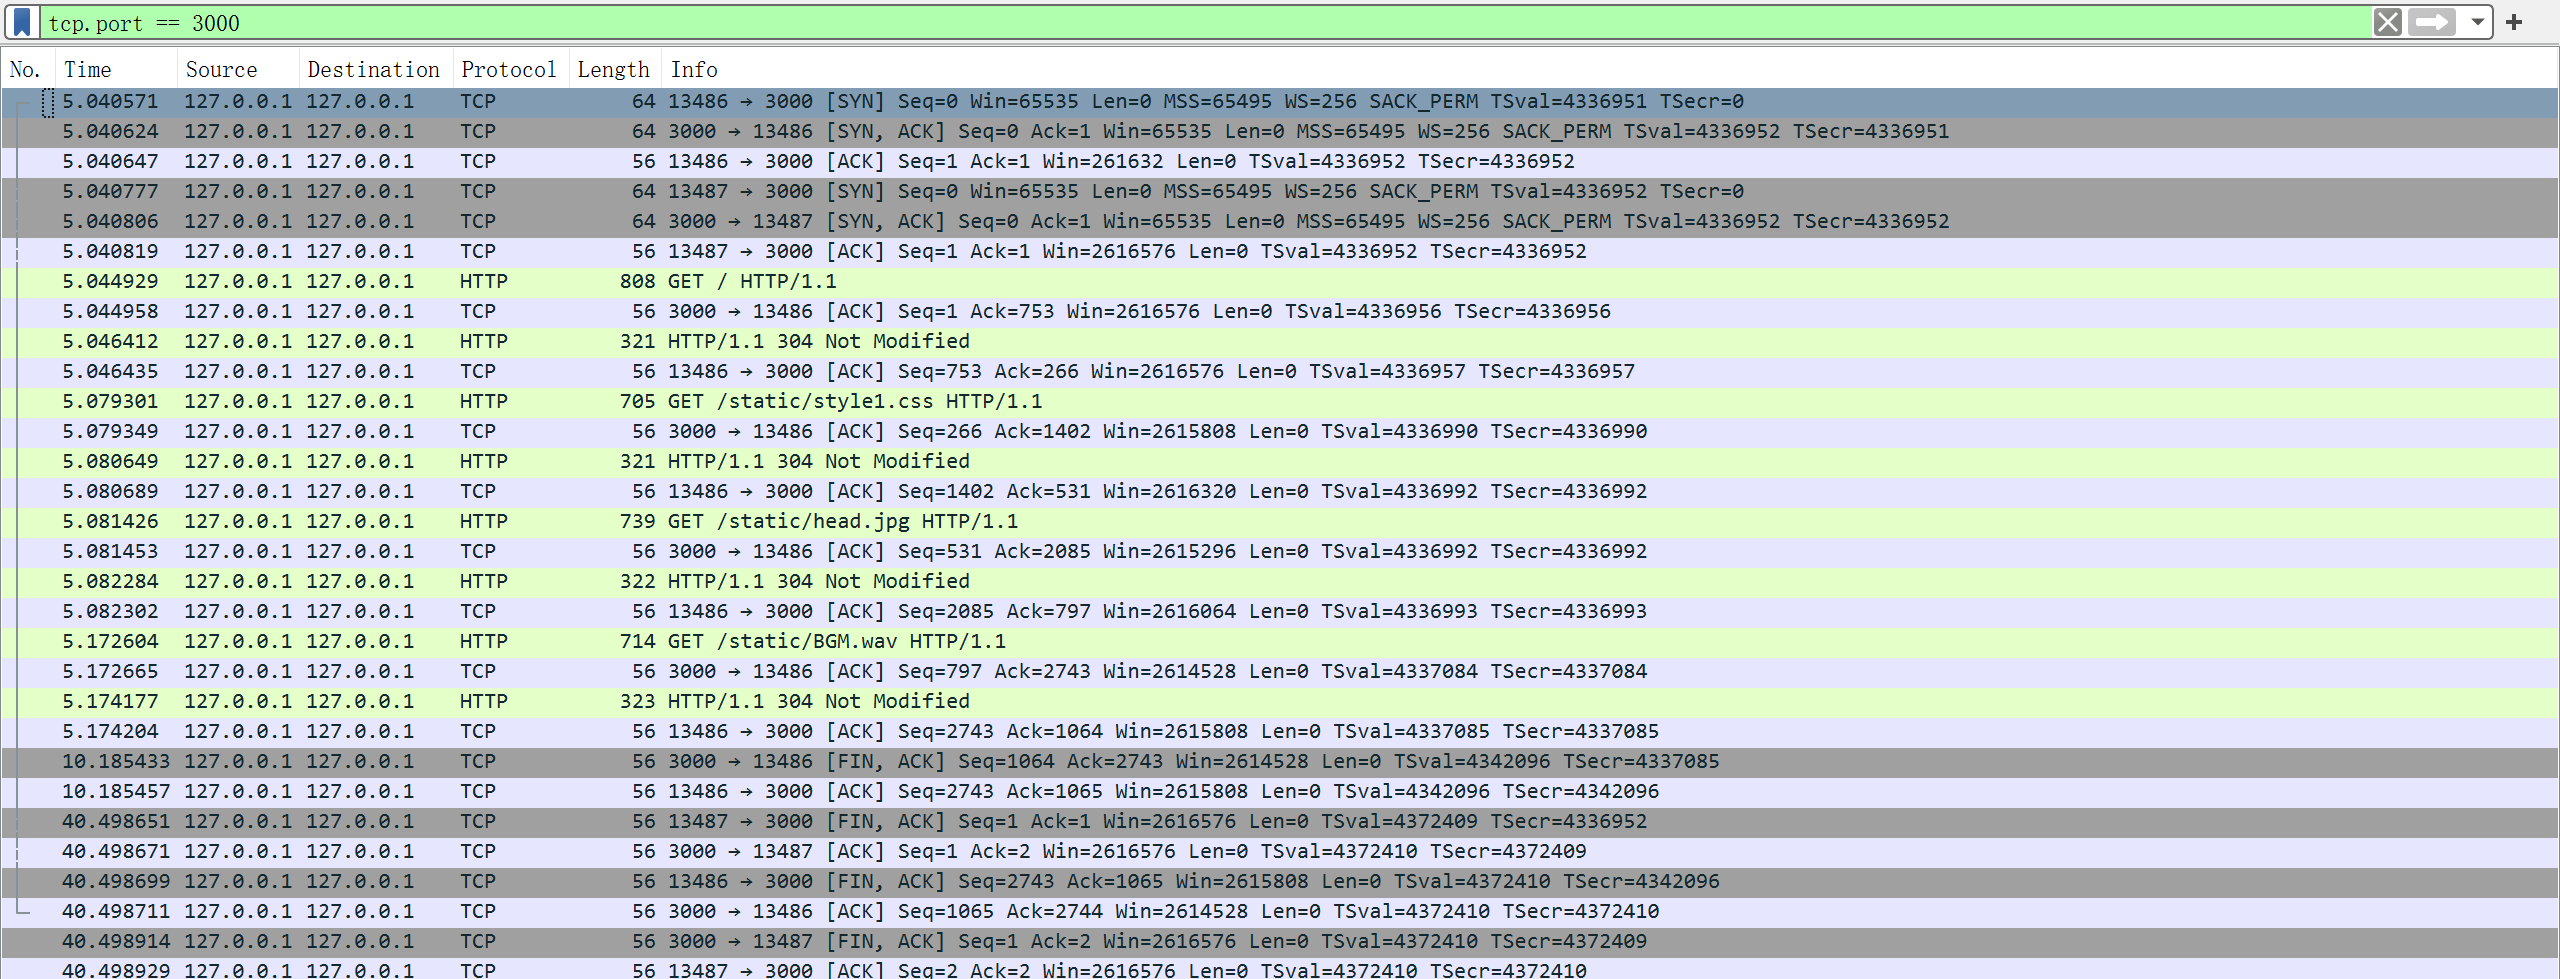 tcp.port == 3000
No. Time Source Destination Protocol Length Info
5.040571 127.0.0.1 127.0.0.1 TCP 64 13486 → 3000 [SYN] Seq=0 Win=65535 Len=0 MSS=65495 WS=256 SACK_PERM TSval=4336951 TSecr=0
5.040624 127.0.0.1 127.0.0.1 TCP 64 3000 → 13486 [SYN, ACK] Seq=0 Ack=1 Win=65535 Len=0 MSS=65495 WS=256 SACK_PERM TSval=4336952 TSecr=4336951
5.040647 127.0.0.1 127.0.0.1 TCP 56 13486 → 3000 [ACK] Seq=1 Ack=1 Win=261632 Len=0 TSval=4336952 TSecr=4336952
5.040777 127.0.0.1 127.0.0.1 TCP 64 13487 → 3000 [SYN] Seq=0 Win=65535 Len=0 MSS=65495 WS=256 SACK_PERM TSval=4336952 TSecr=0
5.040806 127.0.0.1 127.0.0.1 TCP 64 3000 → 13487 [SYN, ACK] Seq=0 Ack=1 Win=65535 Len=0 MSS=65495 WS=256 SACK_PERM TSval=4336952 TSecr=4336952
5.040819 127.0.0.1 127.0.0.1 TCP 56 13487 → 3000 [ACK] Seq=1 Ack=1 Win=2616576 Len=0 TSval=4336952 TSecr=4336952
5.044929 127.0.0.1 127.0.0.1 HTTP 808 GET / HTTP/1.1
5.044958 127.0.0.1 127.0.0.1 TCP 56 3000 → 13486 [ACK] Seq=1 Ack=753 Win=2616576 Len=0 TSval=4336956 TSecr=4336956
5.046412 127.0.0.1 127.0.0.1 HTTP 321 HTTP/1.1 304 Not Modified
5.046435 127.0.0.1 127.0.0.1 TCP 56 13486 → 3000 [ACK] Seq=753 Ack=266 Win=2616576 Len=0 TSval=4336957 TSecr=4336957
5.079301 127.0.0.1 127.0.0.1 HTTP 705 GET /static/style1.css HTTP/1.1
5.079349 127.0.0.1 127.0.0.1 TCP 56 3000 → 13486 [ACK] Seq=266 Ack=1402 Win=2615808 Len=0 TSval=4336990 TSecr=4336990
5.080649 127.0.0.1 127.0.0.1 HTTP 321 HTTP/1.1 304 Not Modified
5.080689 127.0.0.1 127.0.0.1 TCP 56 13486 → 3000 [ACK] Seq=1402 Ack=531 Win=2616320 Len=0 TSval=4336992 TSecr=4336992
5.081426 127.0.0.1 127.0.0.1 HTTP 739 GET /static/head.jpg HTTP/1.1
5.081453 127.0.0.1 127.0.0.1 TCP 56 3000 → 13486 [ACK] Seq=531 Ack=2085 Win=2615296 Len=0 TSval=4336992 TSecr=4336992
5.082284 127.0.0.1 127.0.0.1 HTTP 322 HTTP/1.1 304 Not Modified
5.082302 127.0.0.1 127.0.0.1 TCP 56 13486 → 3000 [ACK] Seq=2085 Ack=797 Win=2616064 Len=0 TSval=4336993 TSecr=4336993
5.172604 127.0.0.1 127.0.0.1 HTTP 714 GET /static/BGM.wav HTTP/1.1
5.172665 127.0.0.1 127.0.0.1 TCP 56 3000 → 13486 [ACK] Seq=797 Ack=2743 Win=2614528 Len=0 TSval=4337084 TSecr=4337084
5.174177 127.0.0.1 127.0.0.1 HTTP 323 HTTP/1.1 304 Not Modified
5.174204 127.0.0.1 127.0.0.1 TCP 56 13486 → 3000 [ACK] Seq=2743 Ack=1064 Win=2615808 Len=0 TSval=4337085 TSecr=4337085
10.185433 127.0.0.1 127.0.0.1 TCP 56 3000 → 13486 [FIN, ACK] Seq=1064 Ack=2743 Win=2614528 Len=0 TSval=4342096 TSecr=4337085
10.185457 127.0.0.1 127.0.0.1 TCP 56 13486 → 3000 [ACK] Seq=2743 Ack=1065 Win=2615808 Len=0 TSval=4342096 TSecr=4342096
40.498651 127.0.0.1 127.0.0.1 TCP 56 13487 → 3000 [FIN, ACK] Seq=1 Ack=1 Win=2616576 Len=0 TSval=4372409 TSecr=4336952
40.498671 127.0.0.1 127.0.0.1 TCP 56 3000 → 13487 [ACK] Seq=1 Ack=2 Win=2616576 Len=0 TSval=4372410 TSecr=4372409
40.498699 127.0.0.1 127.0.0.1 TCP 56 13486 → 3000 [FIN, ACK] Seq=2743 Ack=1065 Win=2615808 Len=0 TSval=4372410 TSecr=4342096
40.498711 127.0.0.1 127.0.0.1 TCP 56 3000 → 13486 [ACK] Seq=1065 Ack=2744 Win=2614528 Len=0 TSval=4372410 TSecr=4372410
40.498914 127.0.0.1 127.0.0.1 TCP 56 3000 → 13487 [FIN, ACK] Seq=1 Ack=2 Win=2616576 Len=0 TSval=4372410 TSecr=4372409
40.498929 127.0.0.1 127.0.0.1 TCP 56 13487 → 3000 [ACK] Seq=2 Ack=2 Win=2616576 Len=0 TSval=4372410 TSecr=4372410